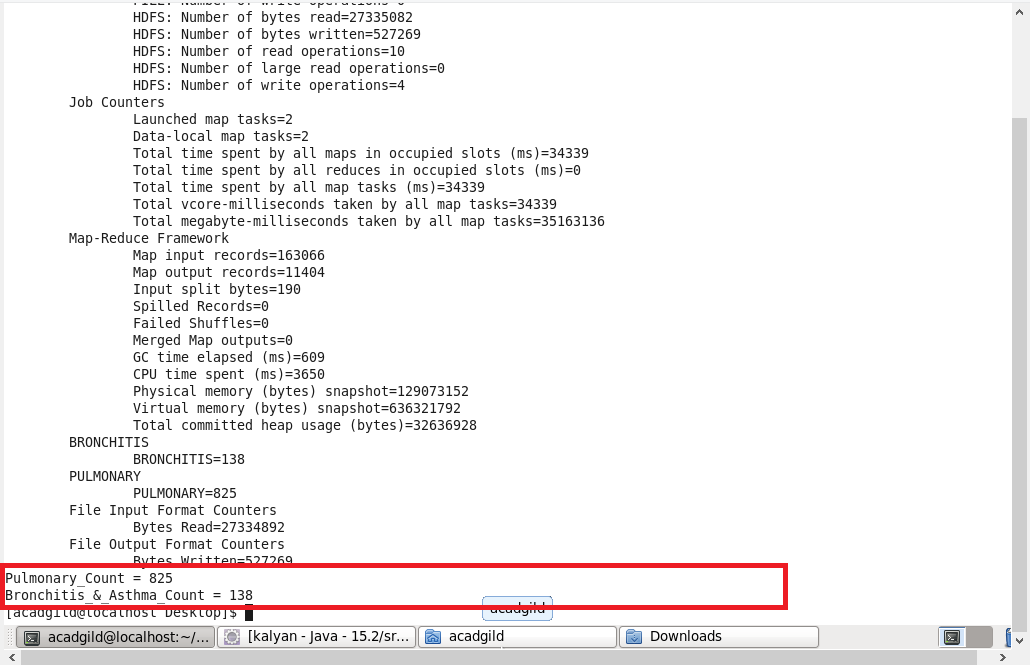 FILE: Number of write operations=0
HDFS: Number of bytes read=27335082
HDFS: Number of bytes written=527269
HDFS: Number of read operations=10
HDFS: Number of large read operations=0
HDFS: Number of write operations=4
Job Counters
Launched map tasks=2
Data-local map tasks=2
Total time spent by all maps in occupied slots (ms)=34339
Total time spent by all reduces in occupied slots (ms)=0
Total time spent by all map tasks (ms)=34339
Total vcore-milliseconds taken by all map tasks=34339
Total megabyte-milliseconds taken by all map tasks=35163136
Map-Reduce Framework
Map input records=163066
Map output records=11404
Input split bytes=190
Spilled Records=0
Failed Shuffles=0
Merged Map outputs=0
GC time elapsed (ms)=609
CPU time spent (ms)=3650
Physical memory (bytes) snapshot=129073152
Virtual memory (bytes) snapshot=636321792
Total committed heap usage (bytes)=32636928
BRONCHITIS
BRONCHITIS=138
PULMONARY
PULMONARY=825
File Input Format Counters
Bytes Read=27334892
File Output Format Counters
Bytes Written=527269
Pulmonary_Count = 825
Bronchitis_&_Asthma_Count = 138
[acadgild@localhost Desktop]$
acadgild
acadgild@localhost:~/... [kalyan - Java - 15.2/sr... acadgild Downloads